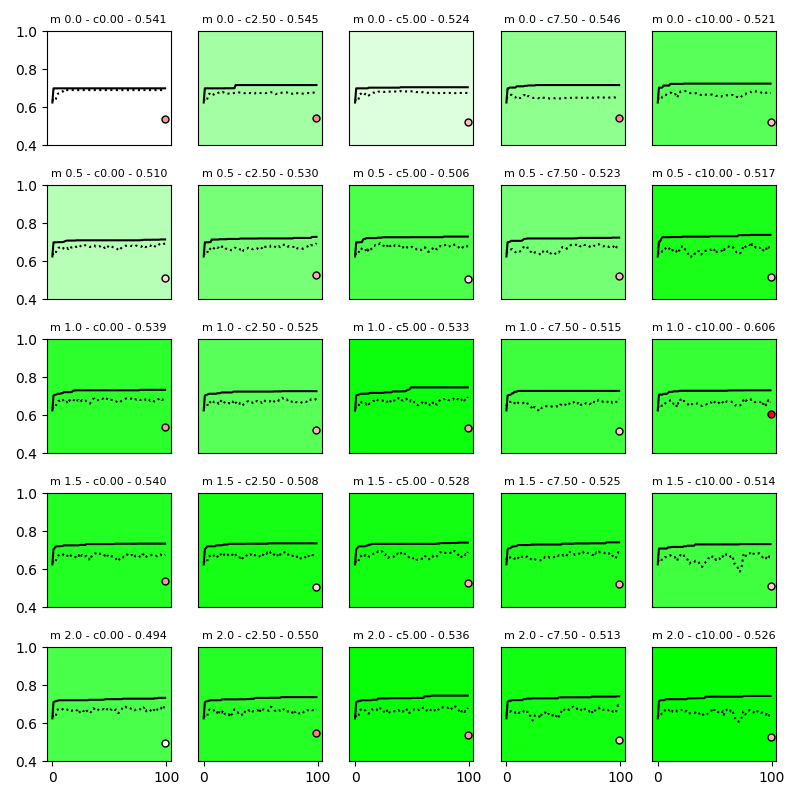 m 0.0 - c0.00 - 0.541
m 0.0 - c2.50 - 0.545
m 0.0 - c5.00 - 0.524
m 0.0 - c7.50 - 0.546
m 0.0 - c10.00 - 0.521
1.0
0.8
0.6
0.4
m 0.5 - c0.00 - 0.510
m 0.5 - c2.50 - 0.530
m 0.5 - c5.00 - 0.506
m 0.5 - c7.50 - 0.523
m 0.5 - c10.00 - 0.517
1.0
0.8
0.6
0.4
m 1.0 - c0.00 - 0.539
m 1.0 - c2.50 - 0.525
m 1.0 - c5.00 - 0.533
m 1.0 - c7.50 - 0.515
m 1.0 - c10.00 - 0.606
1.0
0.8
0.6
0.4
m 1.5 - c0.00 - 0.540
m 1.5 - c2.50 - 0.508
m 1.5 - c5.00 - 0.528
m 1.5 - c7.50 - 0.525
m 1.5 - c10.00 - 0.514
1.0
0.8
0.6
0.4
m 2.0 - c0.00 - 0.494
m 2.0 - c2.50 - 0.550
m 2.0 - c5.00 - 0.536
m 2.0 - c7.50 - 0.513
m 2.0 - c10.00 - 0.526
1.0
0.8
0.6
0.4
0 100
0 100
0 100
0 100
0 100